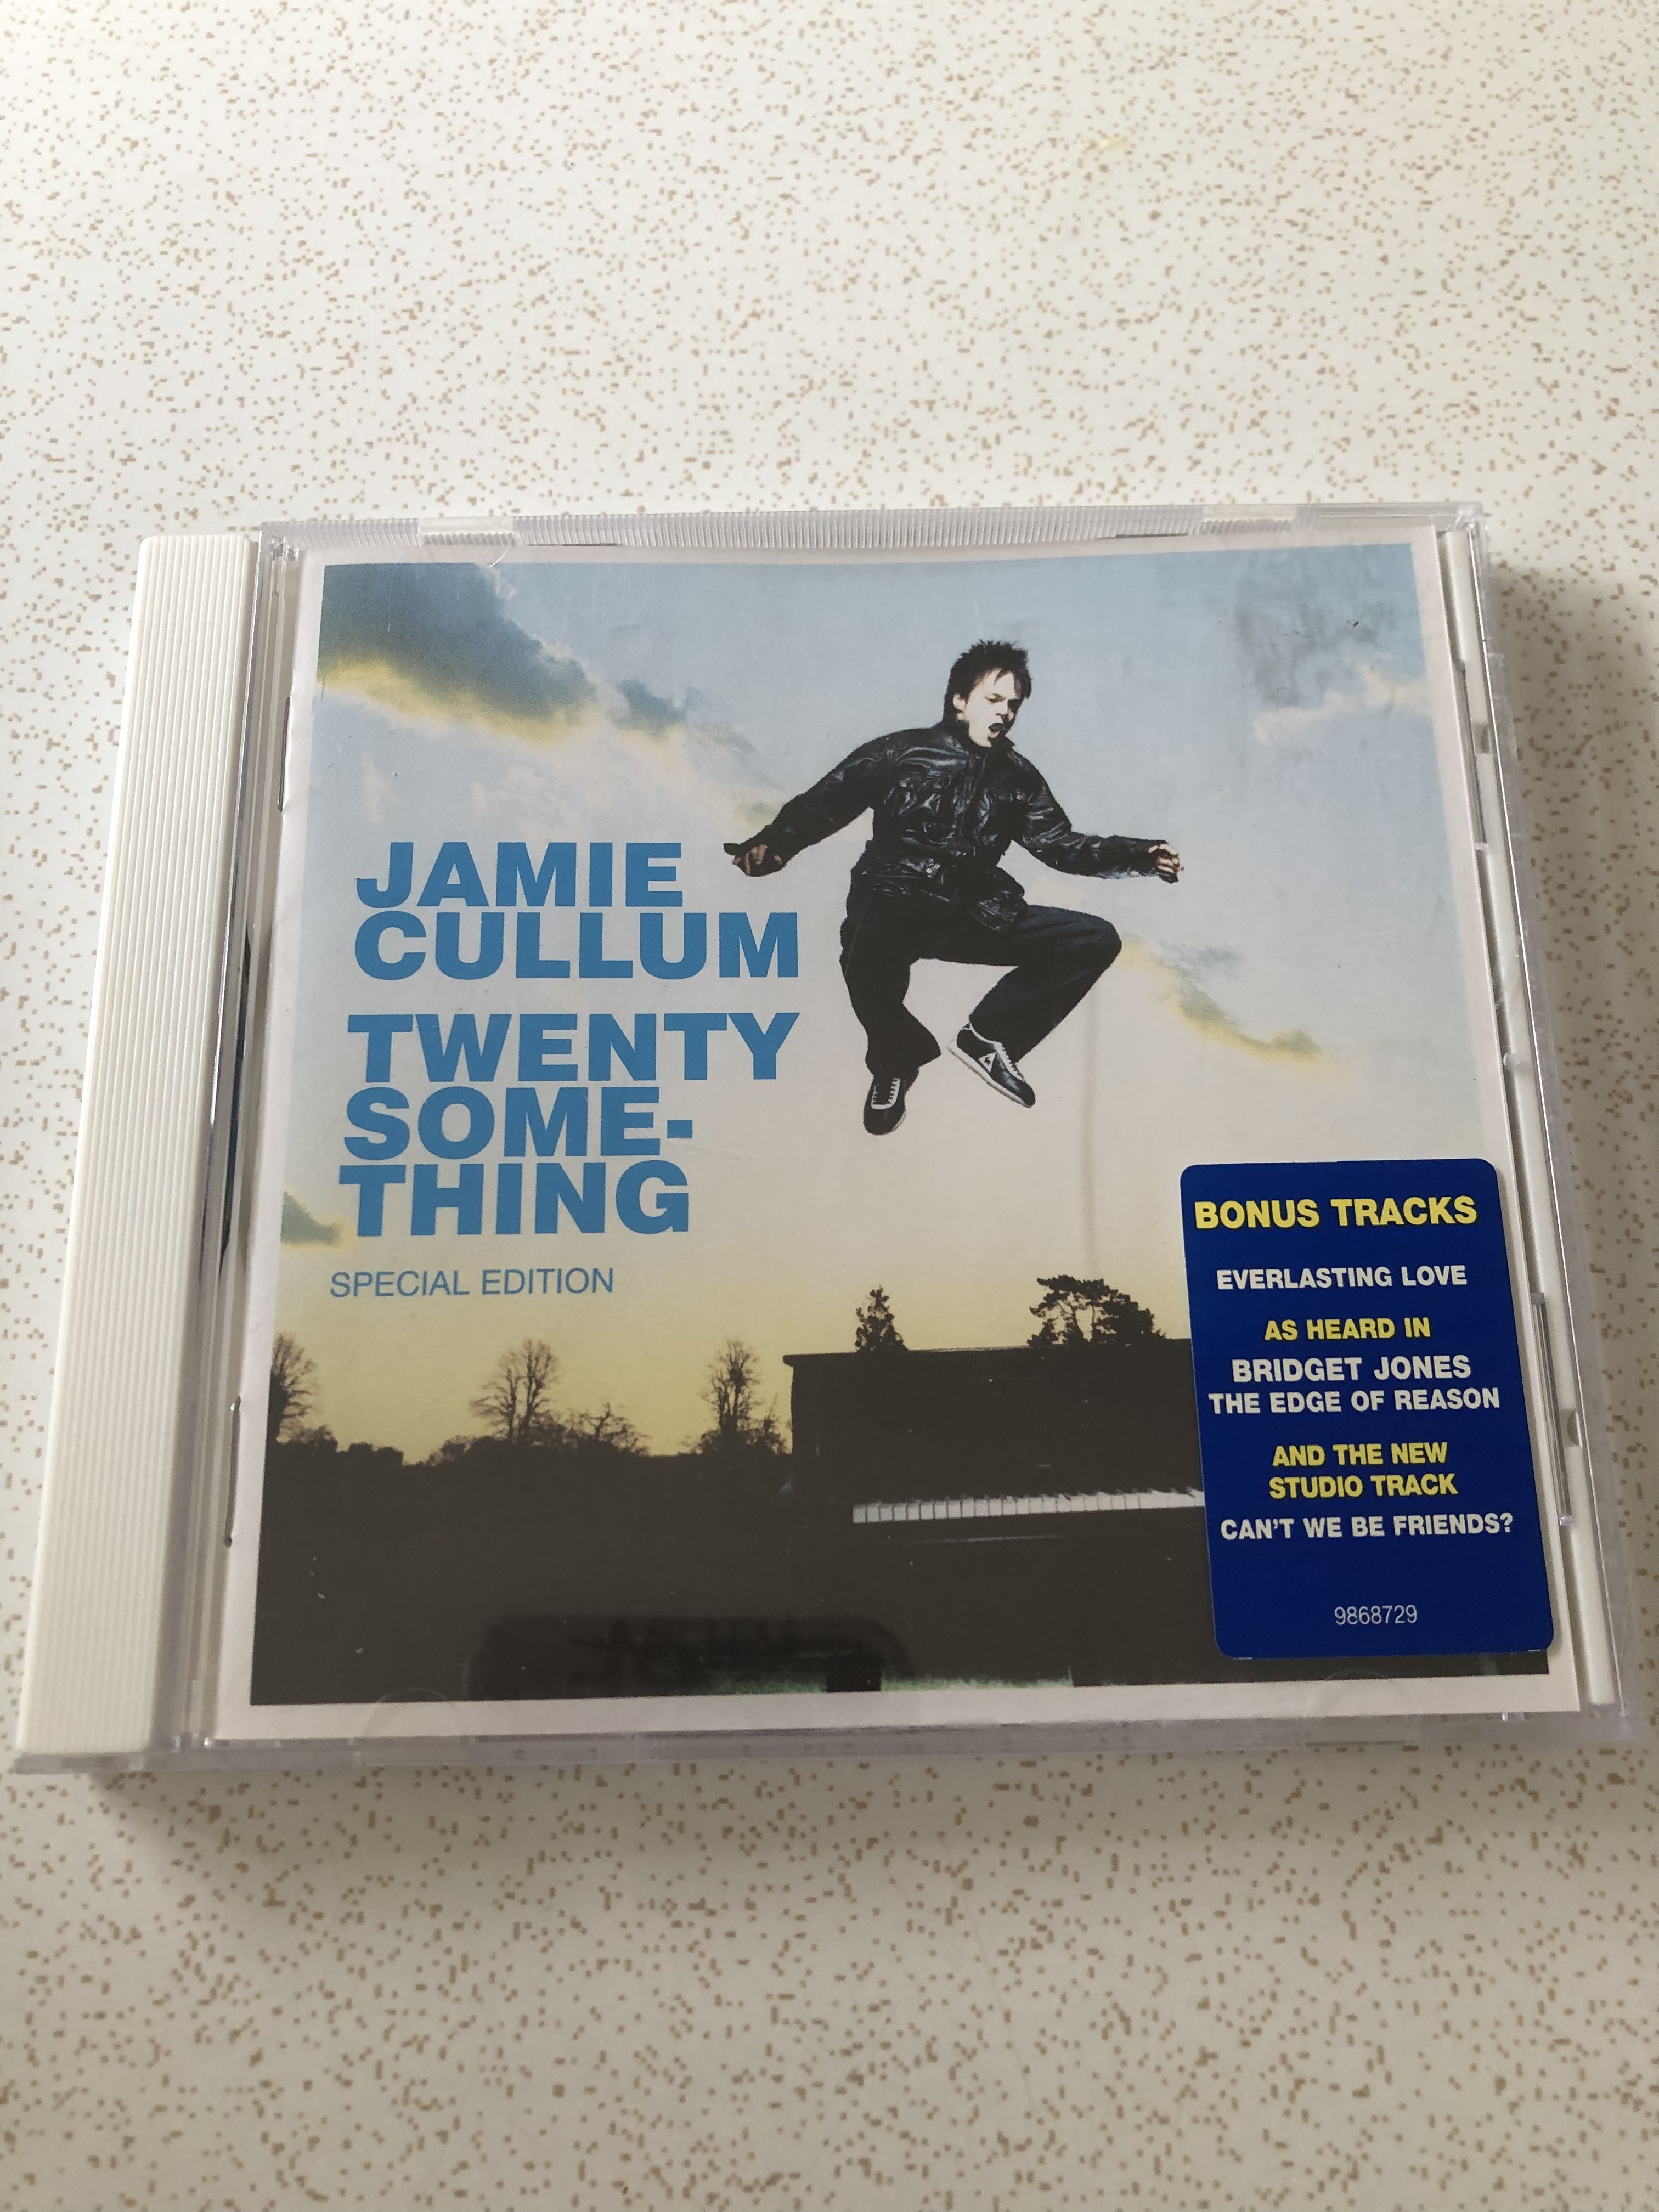 JAMIE
CULLUM
TWENTY
SOME-
THING
SPECIAL EDITION
BONUS TRACKS
EVERLASTING LOVE
AS HEARD IN
BRIDGET JONES
THE EDGE OF REASON
AND THE NEW
STUDIO TRACK
CAN'T WE BE FRIENDS?
9868729